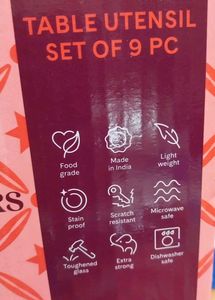 TABLE UTENSIL
SET OF 9 PC
Food
grade
Made
in India
Light
weight
RS
Stain
proof
Scratch
resistant
Microwave
safe
Toughened
glass
Extra
strong
Dishwasher
safe